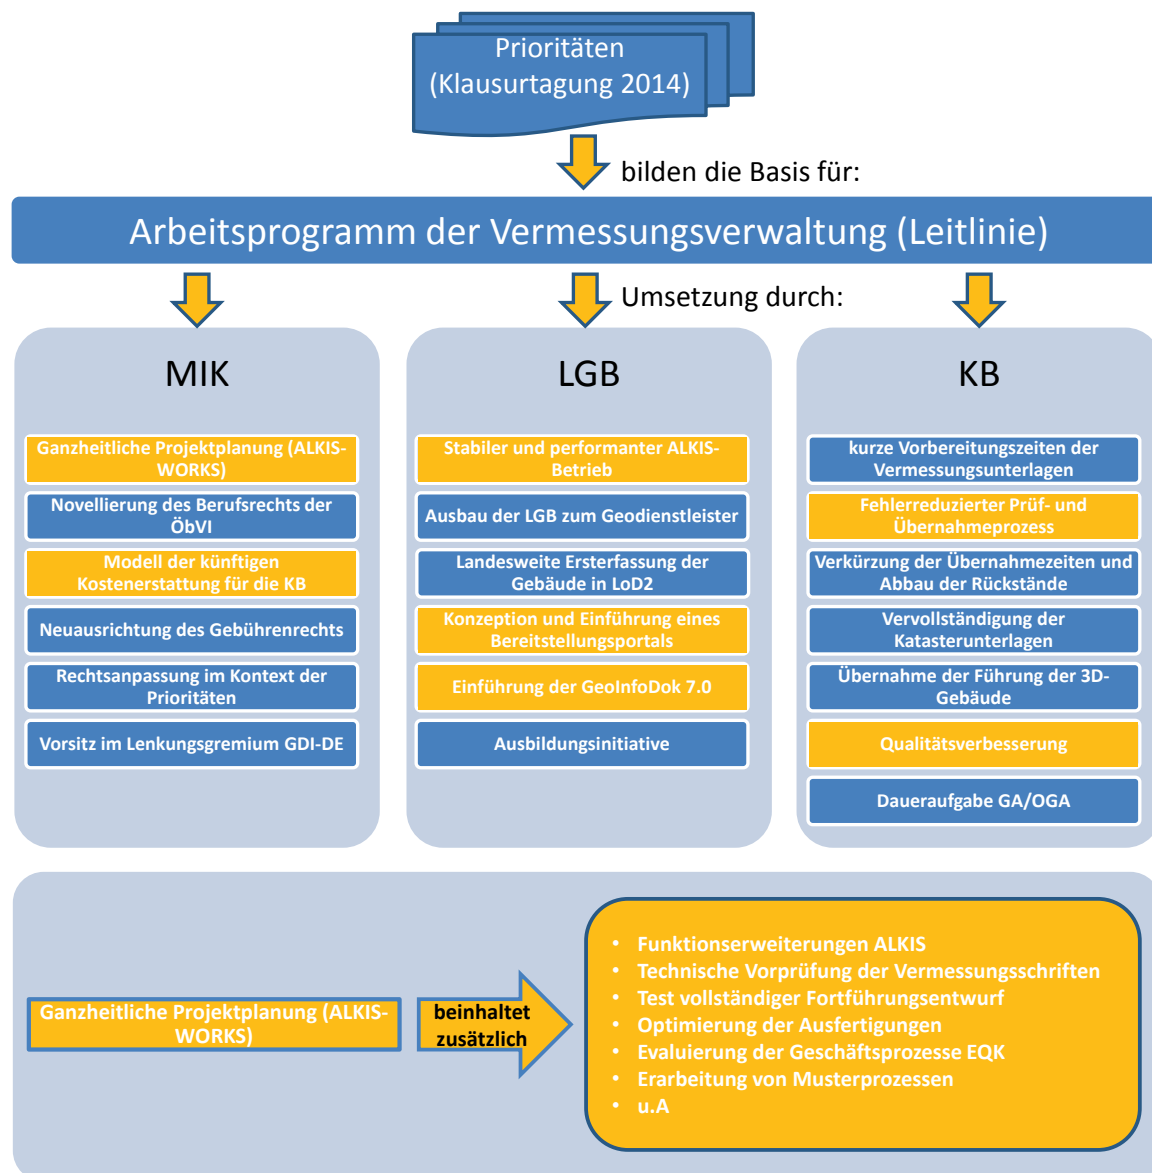 Prioritäten
(Klausurtagung 2014)
bilden die Basis für:
Arbeitsprogramm der Vermessungsverwaltung (Leitlinie)
Umsetzung durch:
MIK
Ganzheitliche Projektplanung (ALKIS-
WORKS)
Novellierung des Berufsrechts der
ÖbVI
Modell der künftigen
Kostenerstattung für die KB
Neuausrichtung des Gebührenrechts
Rechtsanpassung im Kontext der
Prioritäten
Vorsitz im Lenkungsgremium GDI-DE
LGB
Stabiler und performanter ALKIS-
Betrieb
Ausbau der LGB zum Geodienstleister
Landesweite Ersterfassung der
Gebäude in LoD2
Konzeption und Einführung eines
Bereitstellungsportals
Einführung der GeoInfoDok 7.0
Ausbildungsinitiative
KB
kurze Vorbereitungszeiten der
Vermessungsunterlagen
Fehlerreduzierter Prüf- und
Übernahmeprozess
Verkürzung der Übernahmezeiten und
Abbau der Rückstände
Vervollständigung der
Katasterunterlagen
Übernahme der Führung der 3D-
Gebäude
Qualitätsverbesserung
Daueraufgabe GA/OGA
Ganzheitliche Projektplanung (ALKIS-
WORKS)
beinhaltet
zusätzlich
• Funktionserweiterungen ALKIS
• Technische Vorprüfung der Vermessungsschriften
• Test vollständiger Fortführungsentwurf
• Optimierung der Ausfertigungen
• Evaluierung der Geschäftsprozesse EQK
• Erarbeitung von Musterprozessen
• u.A